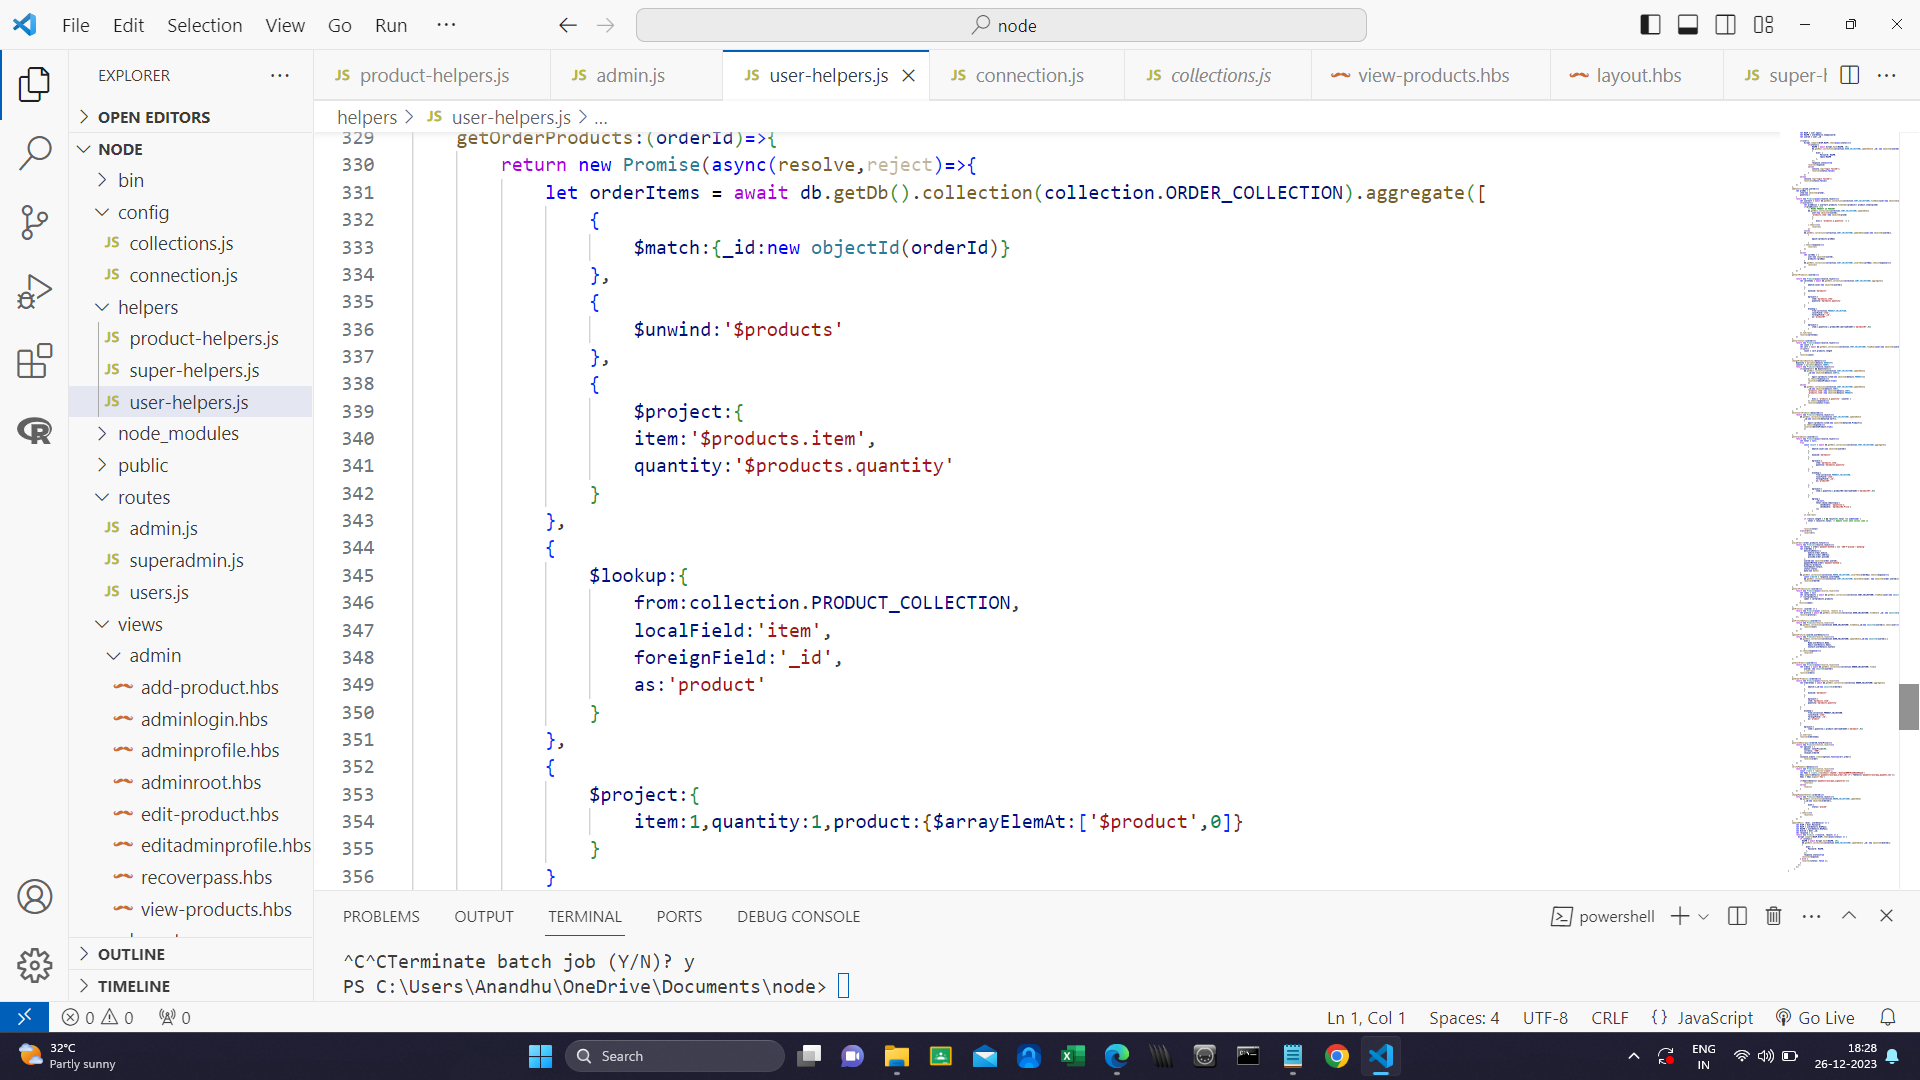 File Edit Selection View Go Run ···
node
EXPLORER
product-helpers.js
admin.js
user-helpers.js
connection.js
collections.js
view-products.hbs
layout.hbs
super-h
OPEN EDITORS
NODE
bin
config
collections.js
connection.js
helpers
product-helpers.js
super-helpers.js
user-helpers.js
node_modules
public
routes
admin.js
superadmin.js
users.js
views
admin
add-product.hbs
adminlogin.hbs
adminprofile.hbs
adminroot.hbs
edit-product.hbs
editadminprofile.hbs
recoverpass.hbs
view-products.hbs
OUTLINE
TIMELINE
helpers > JS user-helpers.js > ...
329 getOrderProducts:(orderId)=>{
330 return new Promise(async(resolve,reject)=>{
331 let orderItems = await db.getDb().collection(collection.ORDER_COLLECTION).aggregate([
332 {
333 $match:{_id:new objectId(orderId)}
334 },
335 {
336 $unwind:'$products'
337 },
338 {
339 $project:{
340 item:'$products.item',
341 quantity:'$products.quantity'
342 }
343 },
344 {
345 $lookup:{
346 from:collection.PRODUCT_COLLECTION,
347 localField:'item',
348 foreignField:'_id',
349 as:'product'
350 }
351 },
352 {
353 $project:{
354 item:1,quantity:1,product:{$arrayElemAt:['$product',0]}
355 }
356 }
PROBLEMS OUTPUT TERMINAL PORTS DEBUG CONSOLE
powershell
^C^CTerminate batch job (Y/N)? y
PS C:\Users\Anandhu\OneDrive\Documents\node>
0 0 0
Ln 1, Col 1 Spaces: 4 UTF-8 CRLF {} JavaScript Go Live
32°C
Partly sunny
Search
ENG
IN
18:28
26-12-2023